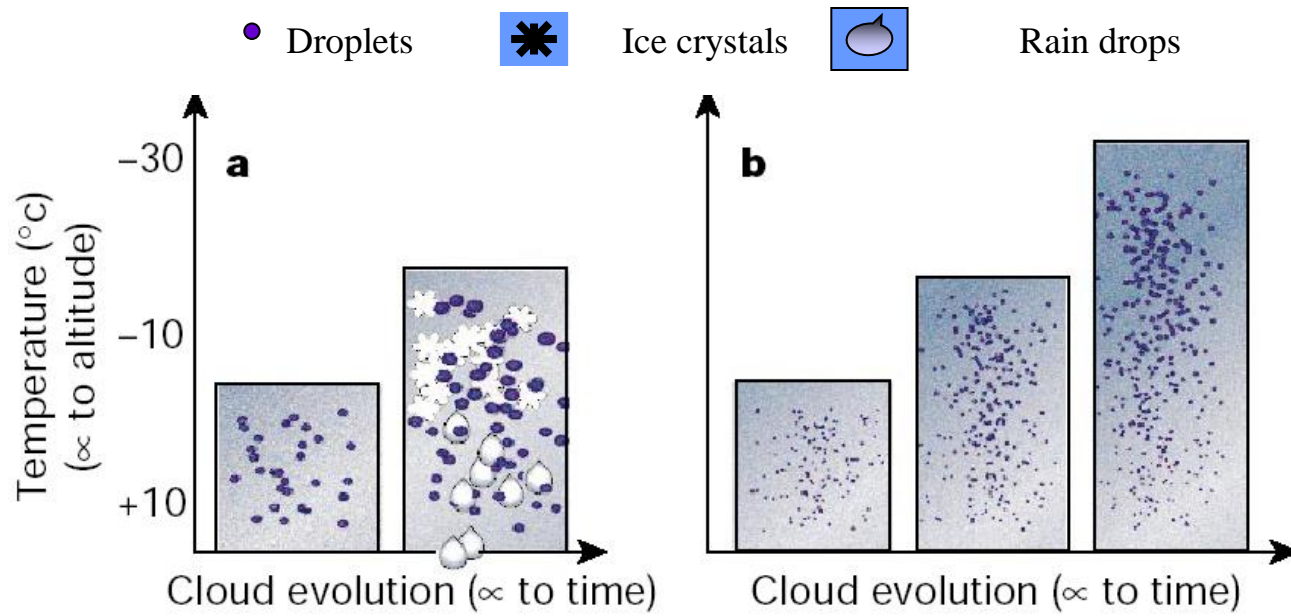 Droplets Ice crystals Rain drops
a
b
Temperature (°c)
(∝ to altitude)
−30
−10
+10
Cloud evolution (∝ to time)
Cloud evolution (∝ to time)